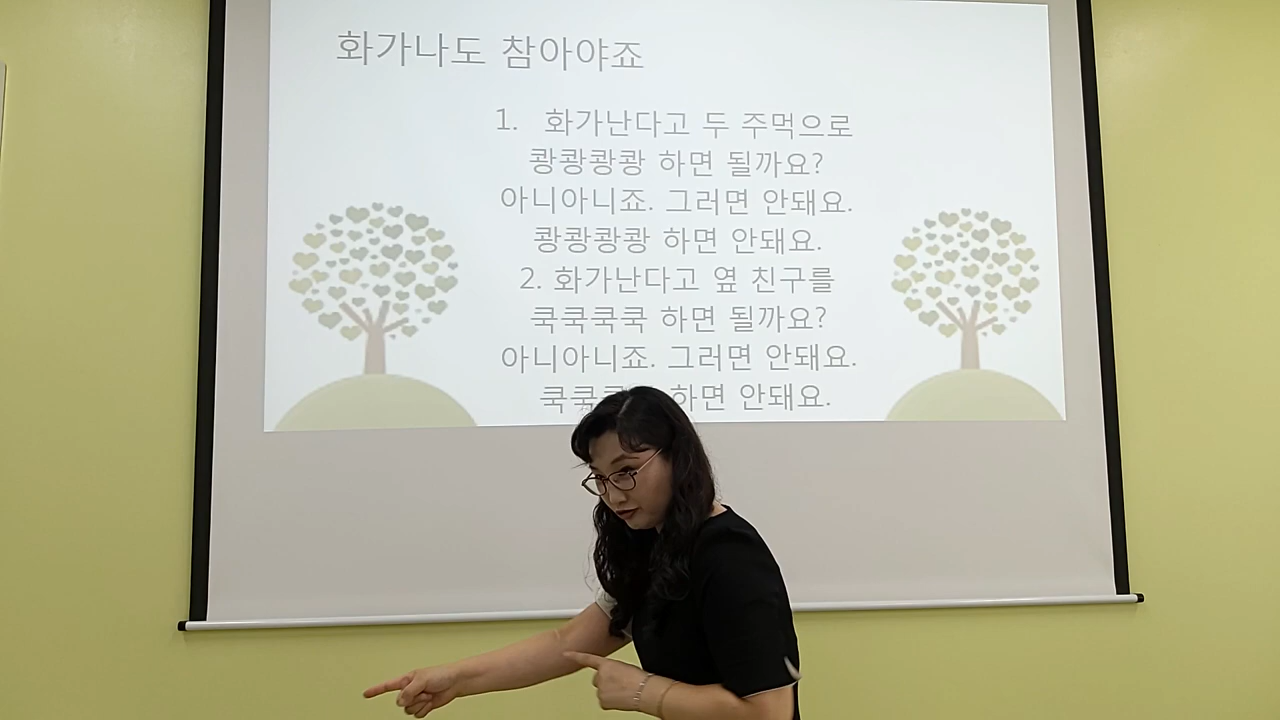 화가나도 참아야죠
1. 화가난다고 두 주먹으로
쾅쾅쾅쾅 하면 될까요?
아니아니죠. 그러면 안돼요.
쾅쾅쾅쾅 하면 안돼요.
2. 화가난다고 옆 친구를
쿡쿡쿡쿡 하면 될까요?
아니아니죠. 그러면 안돼요.
쿡쿡 하면 안돼요.